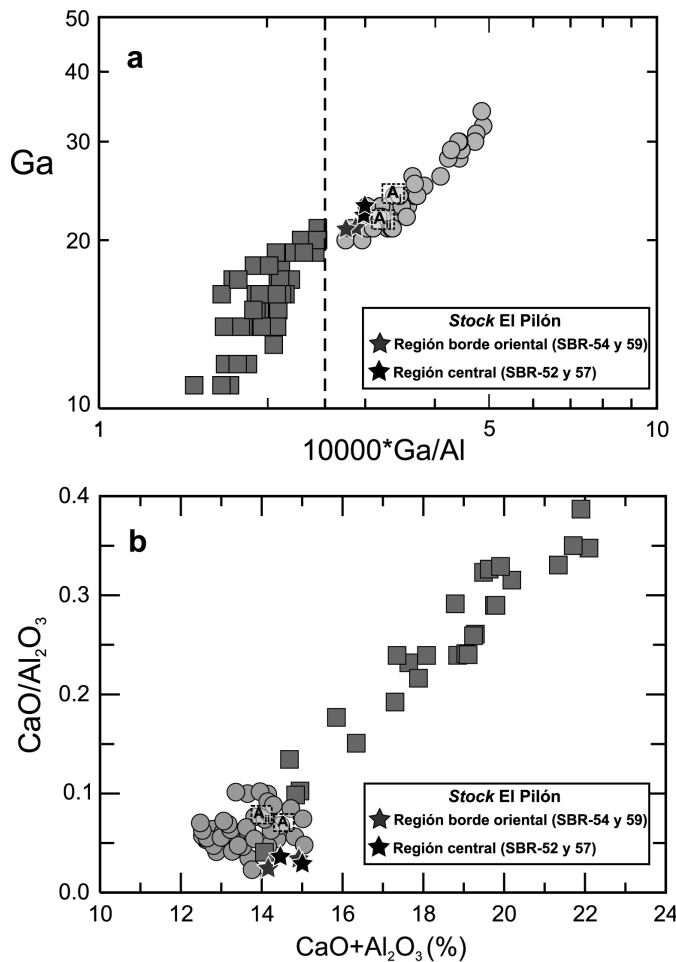 50
40
30
20
10
a
Ga
A
A
Stock El Pilón
Región borde oriental (SBR-54 y 59)
Región central (SBR-52 y 57)
1
5
10
10000*Ga/Al
0.4
0.3
0.2
0.1
0.0
b
CaO/Al₂O₃
A
A
Stock El Pilón
Región borde oriental (SBR-54 y 59)
Región central (SBR-52 y 57)
10
12
14
16
18
20
22
24
CaO+Al₂O₃ (%)